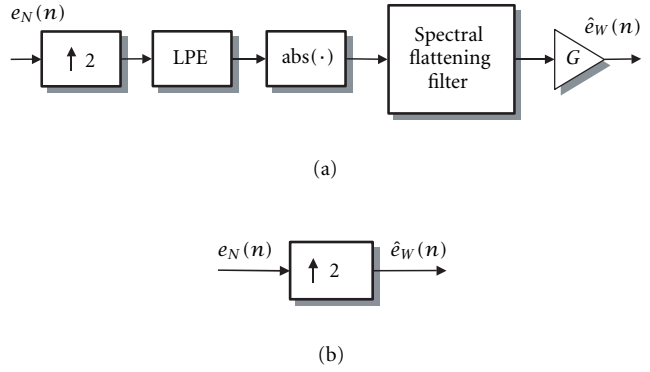 e_N(n)
↑ 2
LPE
abs(·)
Spectral
flattening
filter
G
ê_W(n)
(a)
e_N(n)
↑ 2
ê_W(n)
(b)